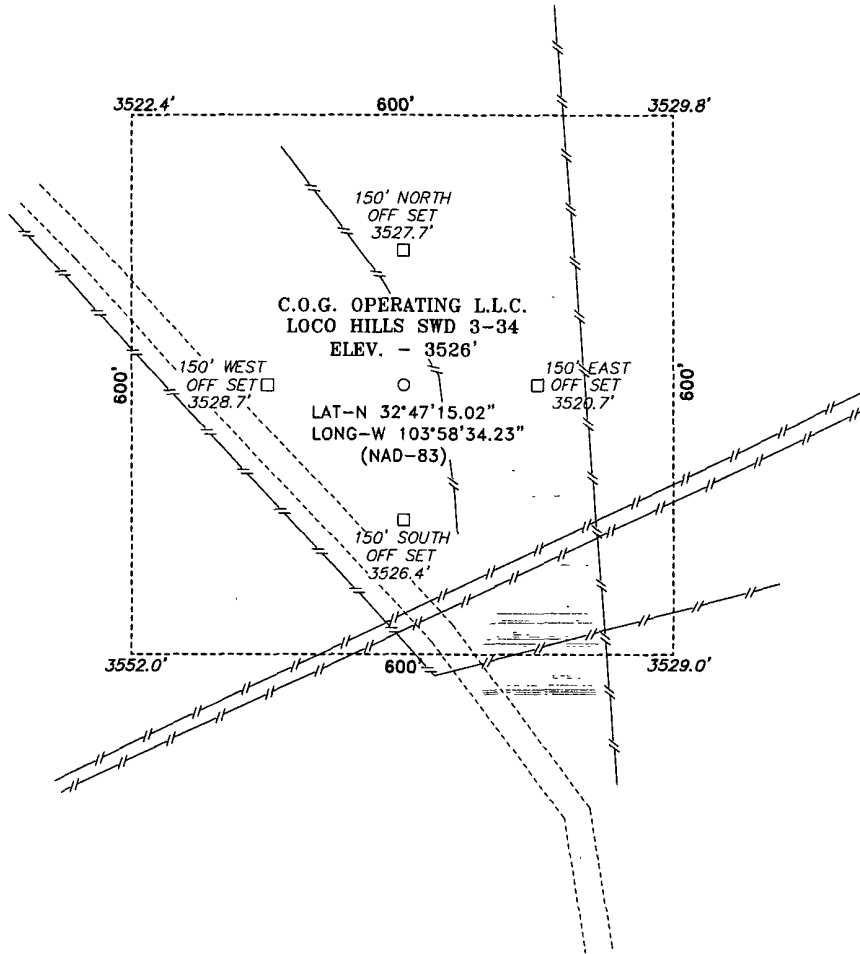 3522.4'
600'
3529.8'
150' NORTH
OFF SET
3527.7'
C.O.G. OPERATING L.L.C.
LOCO HILLS SWD 3-34
ELEV. - 3526'
150' WEST
OFF SET
3528.7'
150' EAST
OFF SET
3520.7'
600'
600'
LAT-N 32°47'15.02"
LONG-W 103°58'34.23"
(NAD-83)
150' SOUTH
OFF SET
3526.4'
3552.0'
600'
3529.0'